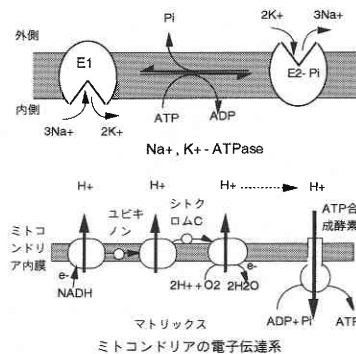 Pi
2K+ 3Na+
外側
E1
E2- Pi
内側
3Na+ 2K+
ATP ADP
Na+, K+-ATPase
H+ H+ H+ H+
ユビキノン
シトクロムC
ATP合成酵素
ミトコンドリア内膜
e-
NADH
2H++O2 2H2O
e-
ADP+Pi ATP
マトリックス
ミトコンドリアの電子伝達系